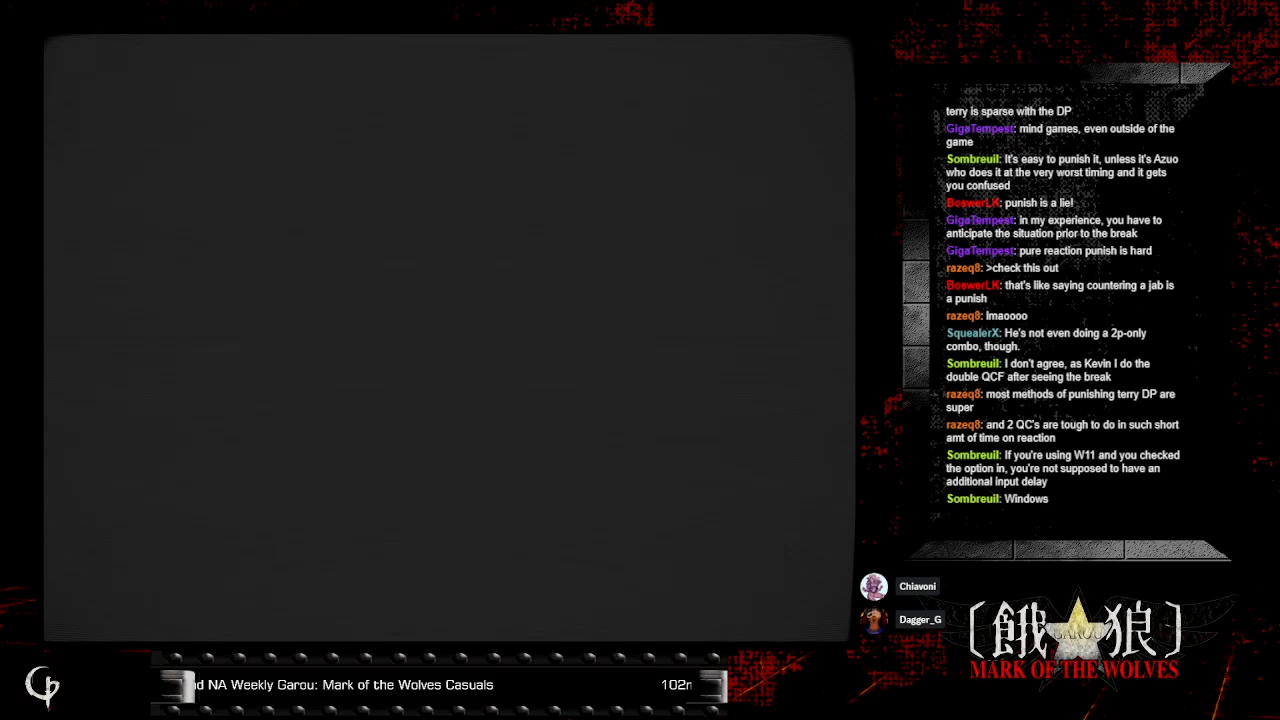 terry is sparse with the DP
GigaTempest: mind games, even outside of the
game
Sombreuil: It's easy to punish it, unless it's Azuo
who does it at the very worst timing and it gets
you confused
BoswerLK: punish is a lie!
GigaTempest: in my experience, you have to
anticipate the situation prior to the break
GigaTempest: pure reaction punish is hard
razeq8: >check this out
BoswerLK: that's like saying countering a jab is
a punish
razeq8: lmaoooo
SquealerX: He's not even doing a 2p-only
combo, though.
Sombreuil: I don't agree, as Kevin I do the
double QCF after seeing the break
razeq8: most methods of punishing terry DP are
super
razeq8: and 2 QC's are tough to do in such short
amt of time on reaction
Sombreuil: If you're using W11 and you checked
the option in, you're not supposed to have an
additional input delay
Sombreuil: Windows
Chiavoni
Dagger_G
餓狼
GAROU
MARK OF THE WOLVES
d NA Weekly Garou: Mark of the Wolves Casuals
102